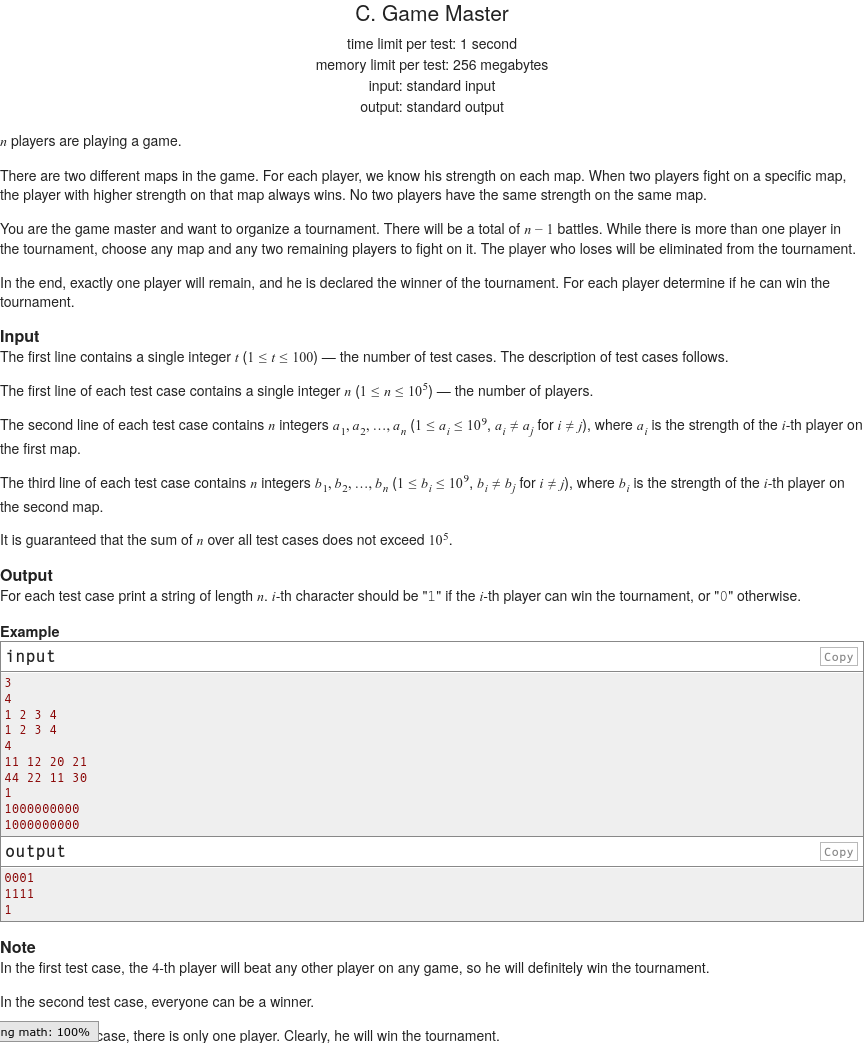 C. Game Master
time limit per test: 1 second
memory limit per test: 256 megabytes
input: standard input
output: standard output
n players are playing a game.
There are two different maps in the game. For each player, we know his strength on each map. When two players fight on a specific map,
the player with higher strength on that map always wins. No two players have the same strength on the same map.
You are the game master and want to organize a tournament. There will be a total of n − 1 battles. While there is more than one player in
the tournament, choose any map and any two remaining players to fight on it. The player who loses will be eliminated from the tournament.
In the end, exactly one player will remain, and he is declared the winner of the tournament. For each player determine if he can win the
tournament.
Input
The first line contains a single integer t (1 ≤ t ≤ 100) — the number of test cases. The description of test cases follows.
The first line of each test case contains a single integer n (1 ≤ n ≤ 10^5) — the number of players.
The second line of each test case contains n integers a_1, a_2, …, a_n (1 ≤ a_i ≤ 10^9, a_i ≠ a_j for i ≠ j), where a_i is the strength of the i-th player on
the first map.
The third line of each test case contains n integers b_1, b_2, …, b_n (1 ≤ b_i ≤ 10^9, b_i ≠ b_j for i ≠ j), where b_i is the strength of the i-th player on
the second map.
It is guaranteed that the sum of n over all test cases does not exceed 10^5.
Output
For each test case print a string of length n. i-th character should be "1" if the i-th player can win the tournament, or "0" otherwise.
Example
input Copy
3
4
1 2 3 4
1 2 3 4
4
11 12 20 21
44 22 11 30
1
1000000000
1000000000
output Copy
0001
1111
1
Note
In the first test case, the 4-th player will beat any other player on any game, so he will definitely win the tournament.
In the second test case, everyone can be a winner.
ng math: 100% case, there is only one player. Clearly, he will win the tournament.